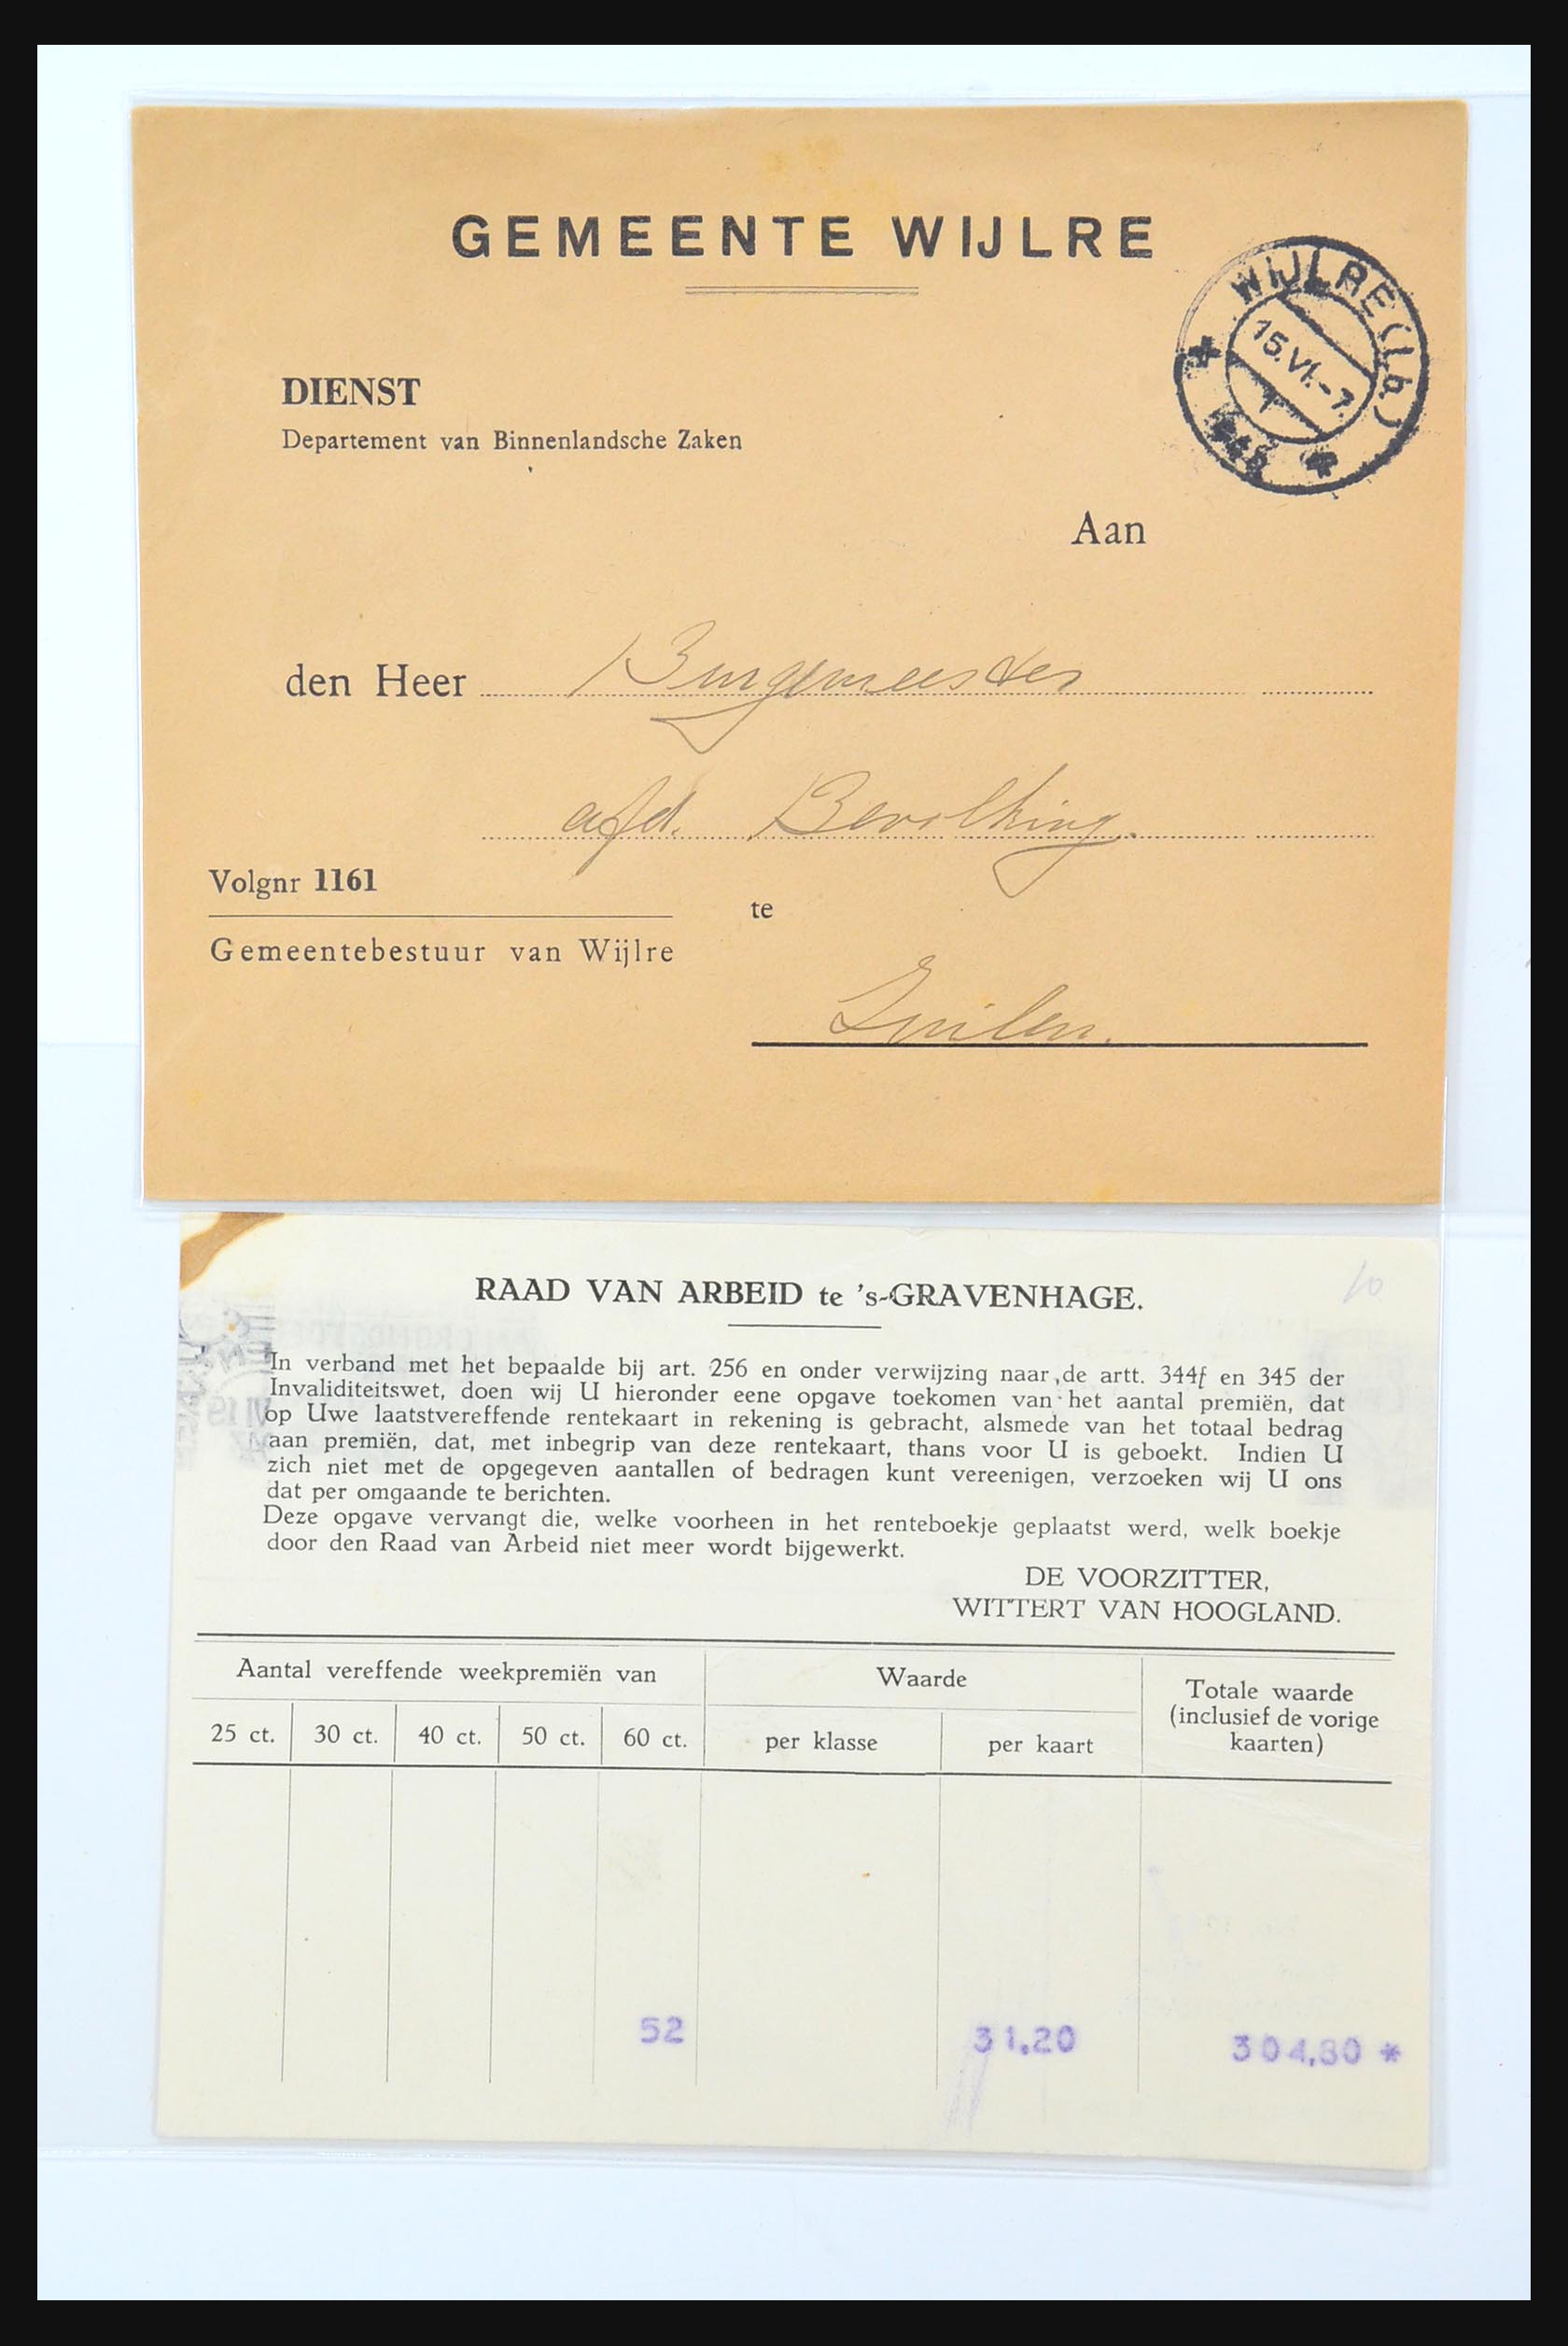 GEMEENTE WIJLRE
WIJLRE (Lb)
15.VI.-7.
DIENST
Departement van Binnenlandsche Zaken
Aan
den Heer Burgemeester
afd. Bevolking.
Volgnr 1161
te
Gemeentebestuur van Wijlre
Zuilen.
10
RAAD VAN ARBEID te 's-GRAVENHAGE.
In verband met het bepaalde bij art. 256 en onder verwijzing naar de artt. 344f en 345 der
Invaliditeitswet, doen wij U hieronder eene opgave toekomen van het aantal premiën, dat
op Uwe laatstvereffende rentekaart in rekening is gebracht, alsmede van het totaal bedrag
aan premiën, dat, met inbegrip van deze rentekaart, thans voor U is geboekt. Indien U
zich niet met de opgegeven aantallen of bedragen kunt vereenigen, verzoeken wij U ons
dat per omgaande te berichten.
Deze opgave vervangt die, welke voorheen in het renteboekje geplaatst werd, welk boekje
door den Raad van Arbeid niet meer wordt bijgewerkt.
DE VOORZITTER,
WITTERT VAN HOOGLAND.
Aantal vereffende weekpremiën van
Waarde
Totale waarde
(inclusief de vorige
kaarten)
25 ct. 30 ct. 40 ct. 50 ct. 60 ct. per klasse per kaart
52 31.20 304.80 *